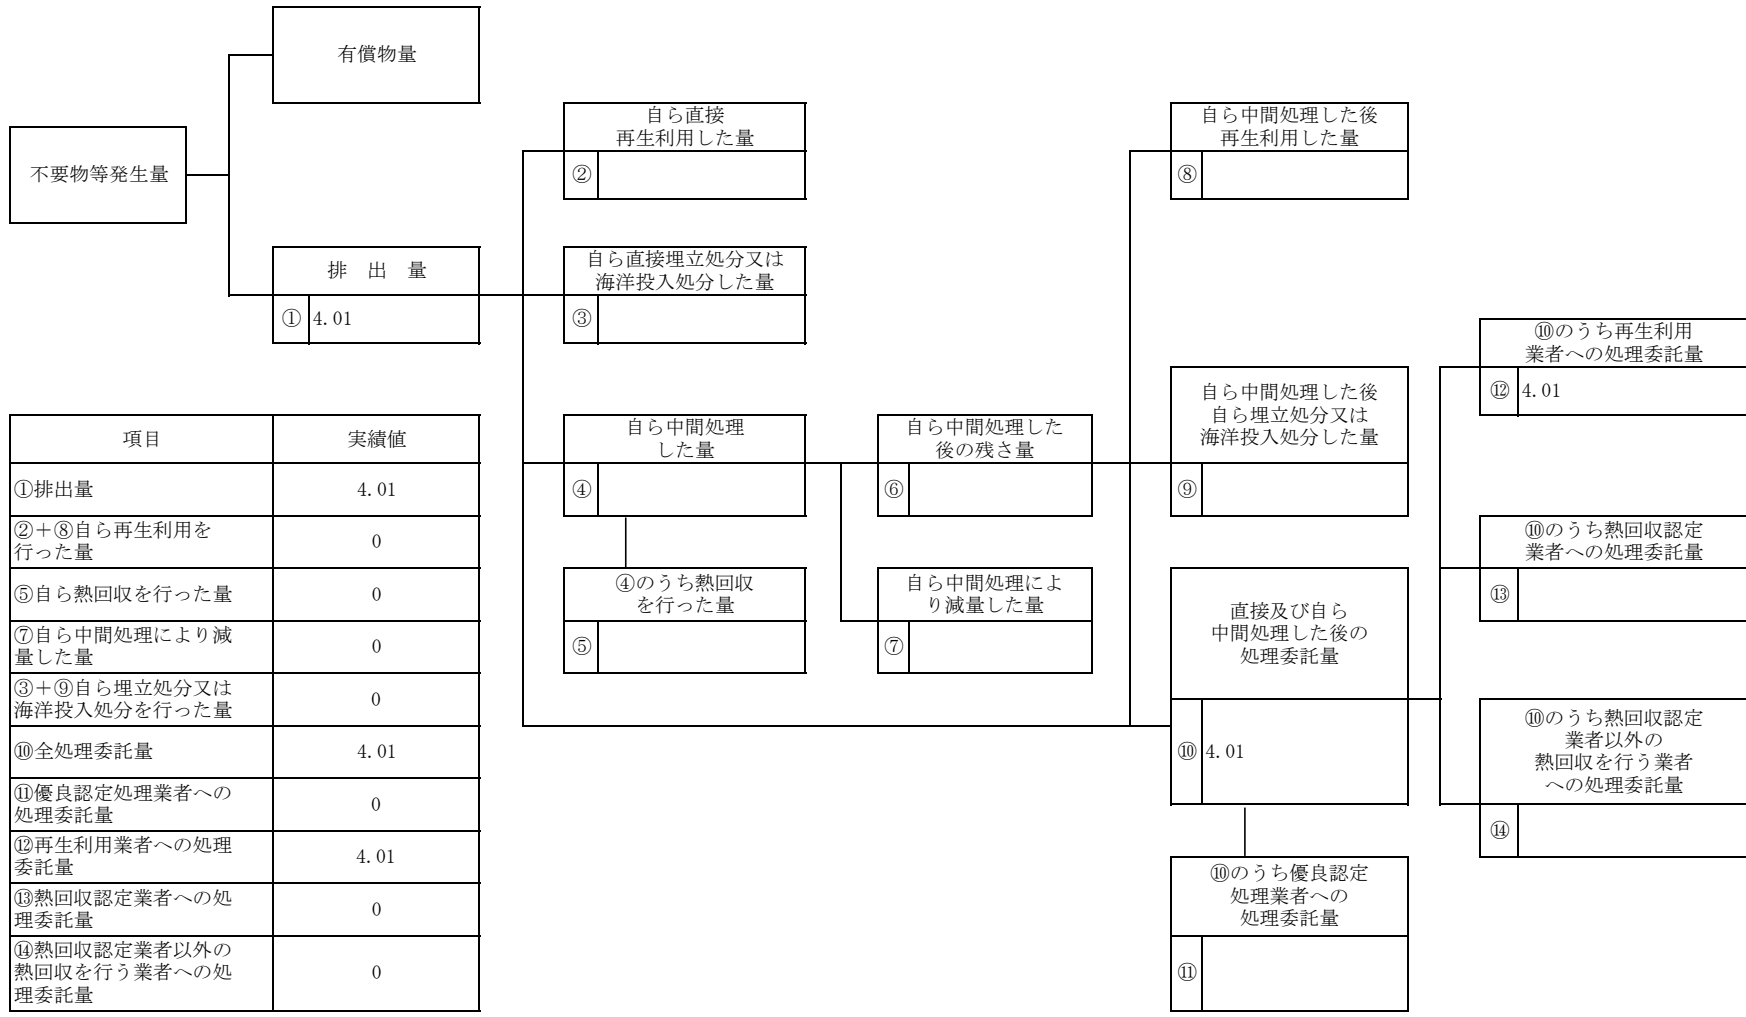 有償物量
不要物等発生量
排　出　量
① 4.01
自ら直接
再生利用した量
②
自ら直接埋立処分又は
海洋投入処分した量
③
自ら中間処理
した量
④
④のうち熱回収
を行った量
⑤
自ら中間処理した
後の残さ量
⑥
自ら中間処理によ
り減量した量
⑦
自ら中間処理した後
再生利用した量
⑧
自ら中間処理した後
自ら埋立処分又は
海洋投入処分した量
⑨
直接及び自ら
中間処理した後の
処理委託量
⑩ 4.01
⑩のうち優良認定
処理業者への
処理委託量
⑪
⑩のうち再生利用
業者への処理委託量
⑫ 4.01
⑩のうち熱回収認定
業者への処理委託量
⑬
⑩のうち熱回収認定
業者以外の
熱回収を行う業者
への処理委託量
⑭
項目 実績値
①排出量 4.01
②＋⑧自ら再生利用を
行った量 0
⑤自ら熱回収を行った量 0
⑦自ら中間処理により減
量した量 0
③＋⑨自ら埋立処分又は
海洋投入処分を行った量 0
⑩全処理委託量 4.01
⑪優良認定処理業者への
処理委託量 0
⑫再生利用業者への処理
委託量 4.01
⑬熱回収認定業者への処
理委託量 0
⑭熱回収認定業者以外の
熱回収を行う業者への処 0
理委託量